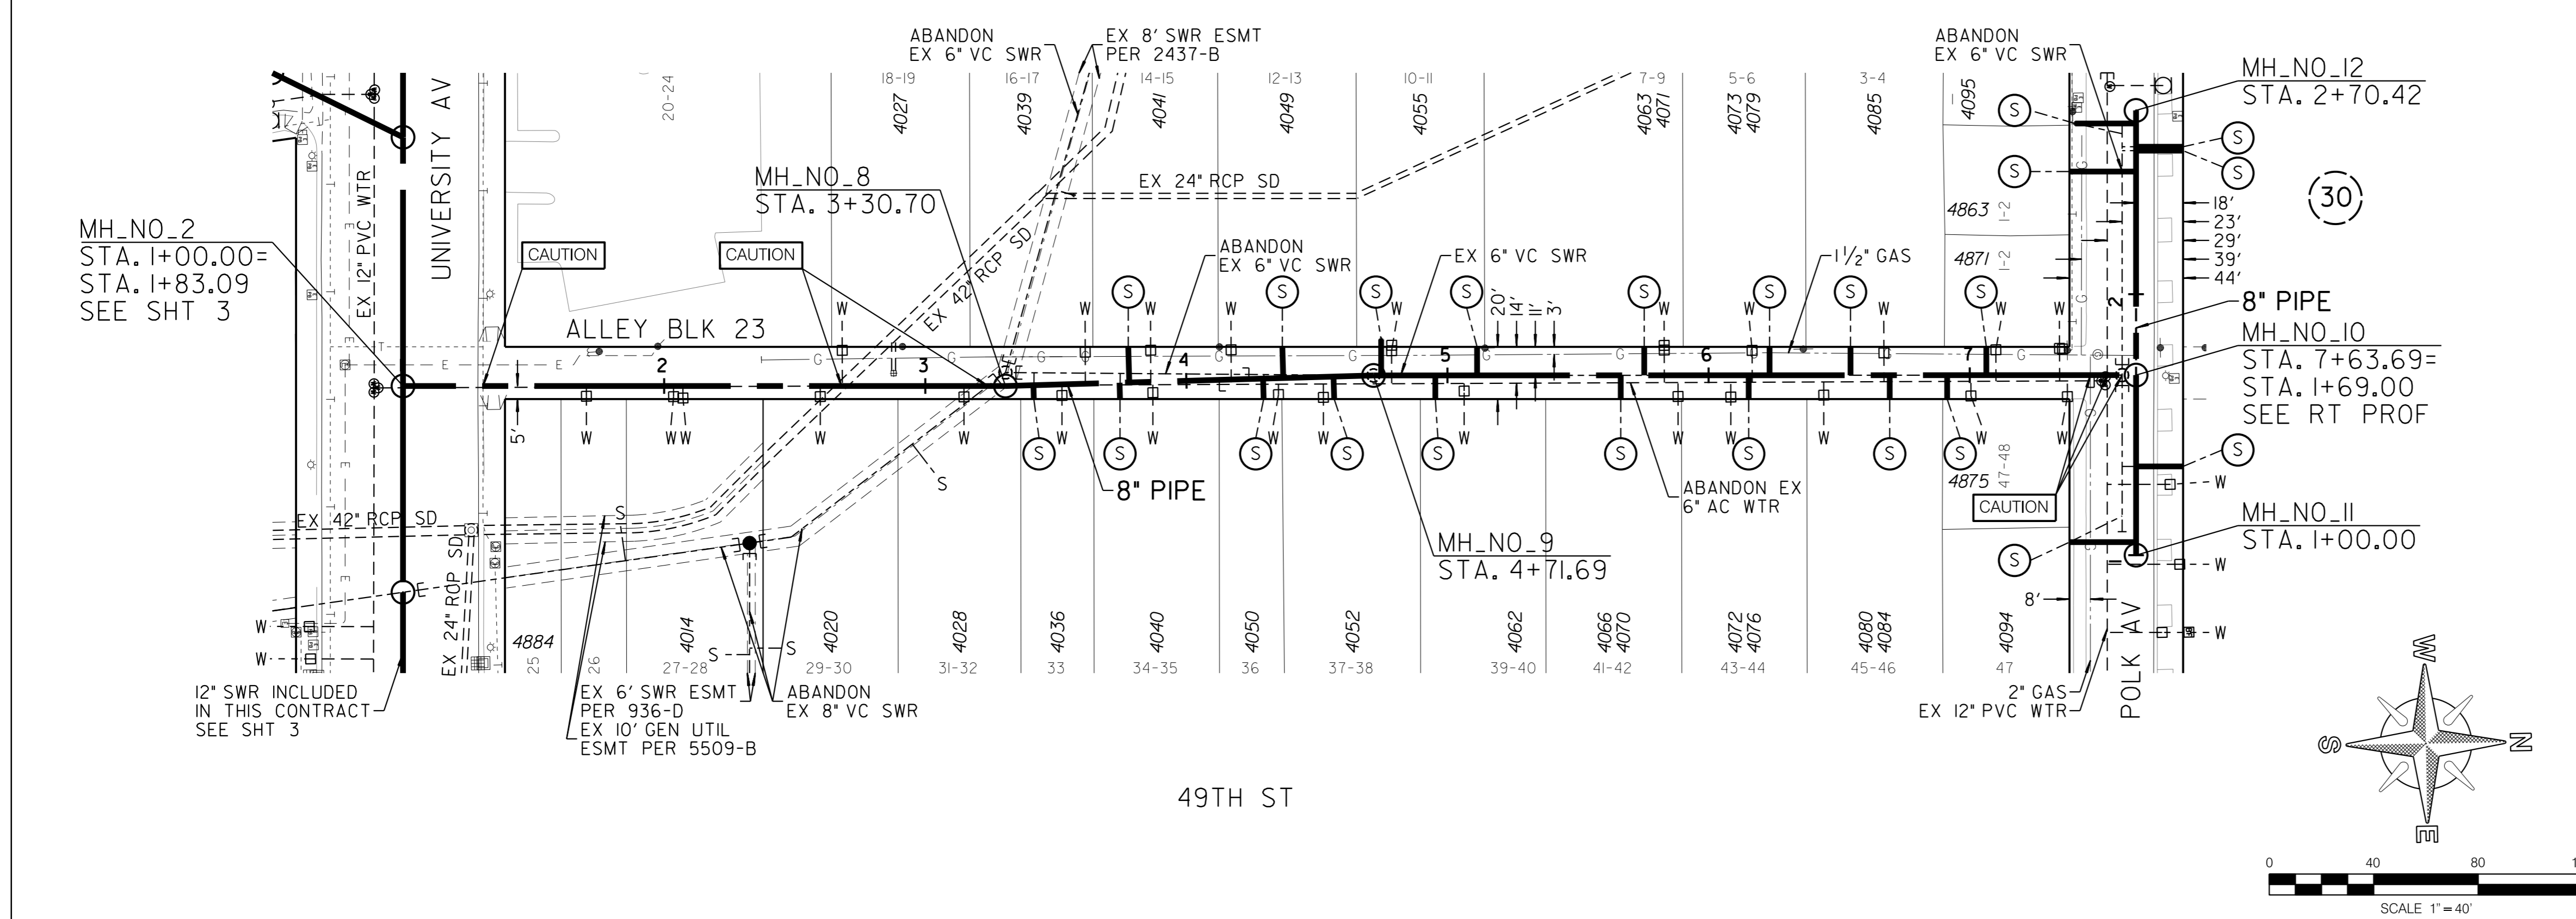 ABANDON
EX 6" VC SWR
EX 8' SWR ESMT
PER 2437-B
ABANDON
EX 6" VC SWR
MH_NO_12
STA. 2+70.42
18-19
16-17
14-15
12-13
10-11
7-9
5-6
3-4
20-24
4027
4039
4041
4049
4055
4063
4071
4073
4079
4085
4095
S
S
S
S
UNIVERSITY AV
EX 12" PVC WTR
MH_NO_8
STA. 3+30.70
EX 24" RCP SD
EX 42" RCP SD
4863
1-2
4871
1-2
18'
23'
29'
39'
44'
30
MH_NO_2
STA. 1+00.00=
STA. 1+83.09
SEE SHT 3
CAUTION
CAUTION
ABANDON
EX 6" VC SWR
EX 6" VC SWR
1 1/2" GAS
S
S
S
S
S
S
S
S
W
W
W
W
W
W
W
W
W
W
20'
14'
11'
3'
ALLEY BLK 23
8" PIPE
MH_NO_10
STA. 7+63.69=
STA. 1+69.00
SEE RT PROF
2
3
4
5
6
7
2
5'
W
W W
W
W
W
W
W
W
W
W
W
W
W
W
S
S
S
S
S
S
S
S
S
S
8" PIPE
S
ABANDON EX
6" AC WTR
4875
47-48
CAUTION
W
MH_NO_9
STA. 4+71.69
MH_NO_11
STA. 1+00.00
1
S
W
EX 42" RCP SD
S
EX 24" RCP SD
8'
W
W
W
S
S
4884
4014
4020
4028
4036
4040
4050
4052
4062
4066
4070
4072
4076
4080
4084
4094
25
26
27-28
29-30
31-32
33
34-35
36
37-38
39-40
41-42
43-44
45-46
47
POLK AV
12" SWR INCLUDED
IN THIS CONTRACT
SEE SHT 3
EX 6' SWR ESMT
PER 936-D
EX 10' GEN UTIL
ESMT PER 5509-B
ABANDON
EX 8" VC SWR
2" GAS
EX 12" PVC WTR
49TH ST
W
N
S
E
0
40
80
SCALE 1"=40'